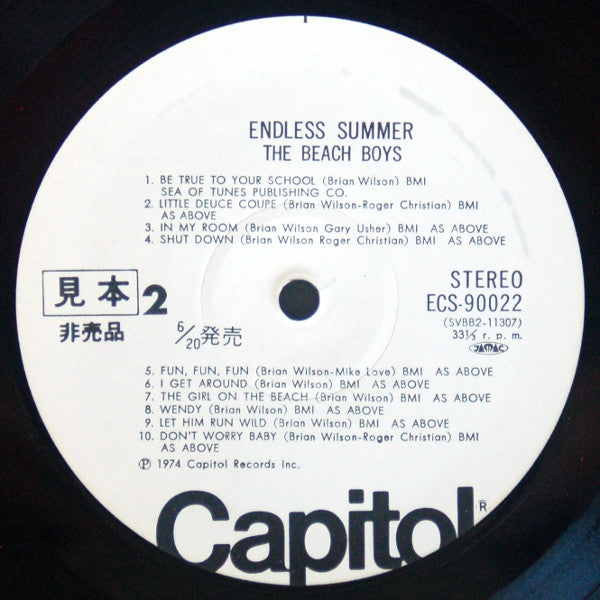 ENDLESS SUMMER
THE BEACH BOYS
1. BE TRUE TO YOUR SCHOOL (Brian Wilson) BMI
SEA OF TUNES PUBLISHING CO.
2. LITTLE DEUCE COUPE (Brian Wilson-Roger Christian) BMI
AS ABOVE
3. IN MY ROOM (Brian Wilson Gary Usher) BMI AS ABOVE
4. SHUT DOWN (Brian Wilson Roger Christian) BMI AS ABOVE
見本 2
非売品
6/20発売
STEREO
ECS-90022
(SVBB2-11307)
33⅓ r. p. m.
JASRAC
5. FUN, FUN, FUN (Brian Wilson-Mike Love) BMI AS ABOVE
6. I GET AROUND (Brian Wilson) BMI AS ABOVE
7. THE GIRL ON THE BEACH (Brian Wilson) BMI AS ABOVE
8. WENDY (Brian Wilson) BMI AS ABOVE
9. LET HIM RUN WILD (Brian Wilson) BMI AS ABOVE
10. DON'T WORRY BABY (Brian Wilson-Roger Christian) BMI
AS ABOVE
Ⓟ 1974 Capitol Records Inc.
Capitol®